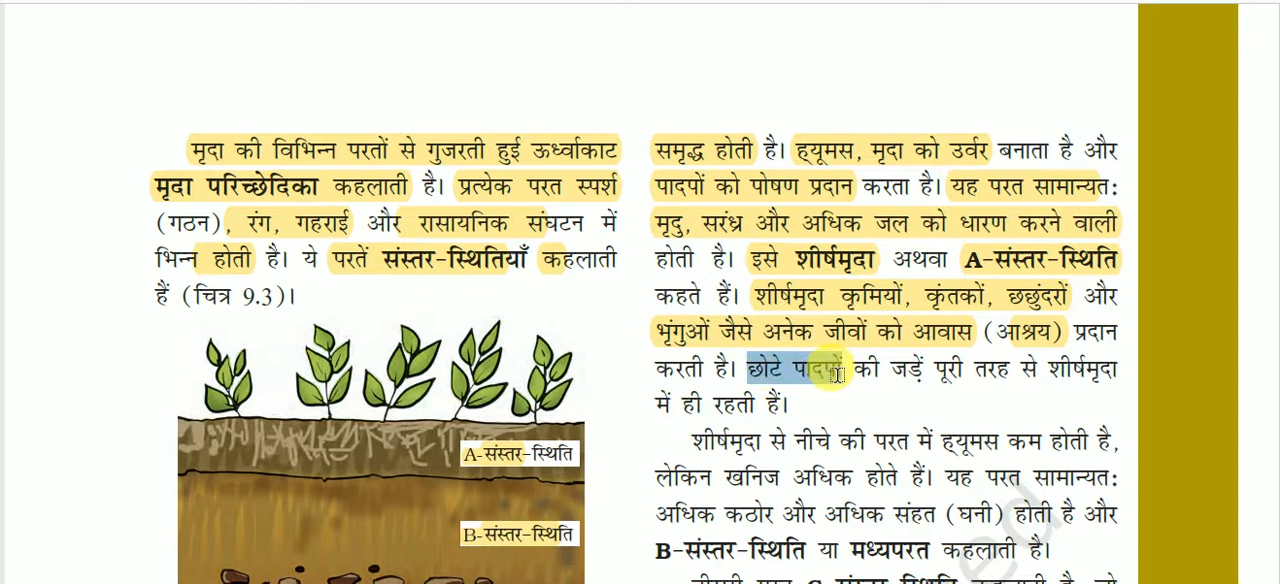 मृदा की विभिन्न परतों से गुजरती हुई ऊर्ध्वाकाट
मृदा परिच्छेदिका कहलाती है। प्रत्येक परत स्पर्श
(गठन), रंग, गहराई और रासायनिक संघटन में
भिन्न होती है। ये परतें संस्तर-स्थितियाँ कहलाती
हैं (चित्र 9.3)।
A-संस्तर-स्थिति
B-संस्तर-स्थिति
समृद्ध होती है। ह्यूमस, मृदा को उर्वर बनाता है और
पादपों को पोषण प्रदान करता है। यह परत सामान्यत:
मृदु, सरंध्र और अधिक जल को धारण करने वाली
होती है। इसे शीर्षमृदा अथवा A-संस्तर-स्थिति
कहते हैं। शीर्षमृदा कृमियों, कृंतकों, छछुंदरों और
भृंगुओं जैसे अनेक जीवों को आवास (आश्रय) प्रदान
करती है। छोटे पादपों की जड़ें पूरी तरह से शीर्षमृदा
में ही रहती हैं।
शीर्षमृदा से नीचे की परत में ह्यूमस कम होती है,
लेकिन खनिज अधिक होते हैं। यह परत सामान्यत:
अधिक कठोर और अधिक संहत (घनी) होती है और
B-संस्तर-स्थिति या मध्यपरत कहलाती है।